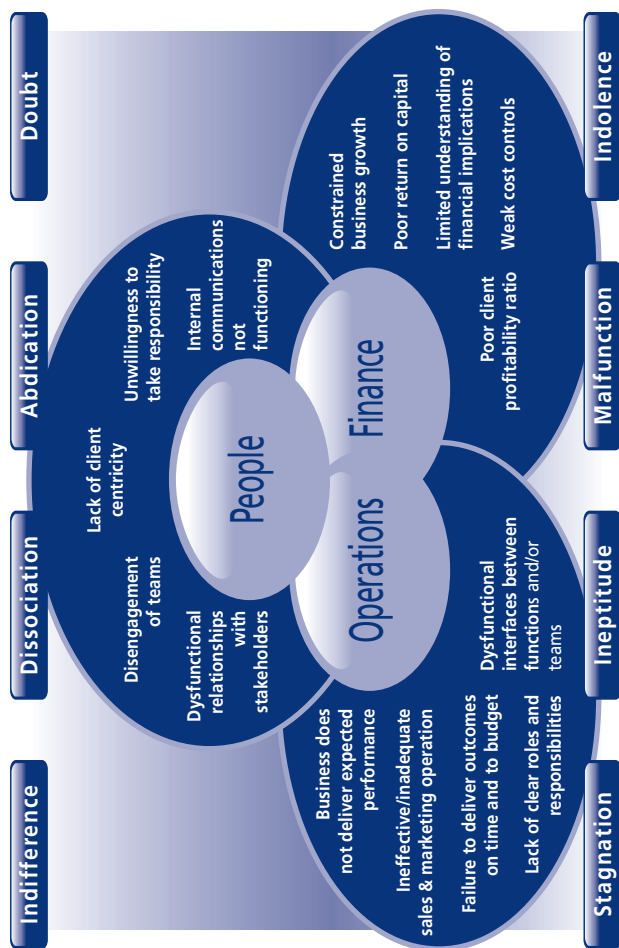 Indifference
Dissociation
Abdication
Doubt
Lack of client
centricity
Disengagement
of teams
Unwillingness to
take responsibility
Dysfunctional
relationships
with
stakeholders
Internal
communications
not
functioning
People
Operations
Finance
Business does
not deliver expected
performance
Ineffective/inadequate
sales & marketing operation
Failure to deliver outcomes
on time and to budget
Lack of clear roles and
responsibilities
Dysfunctional
interfaces between
functions and/or
teams
Constrained
business growth
Poor return on capital
Limited understanding of
financial implications
Weak cost controls
Poor client
profitability ratio
Stagnation
Ineptitude
Malfunction
Indolence